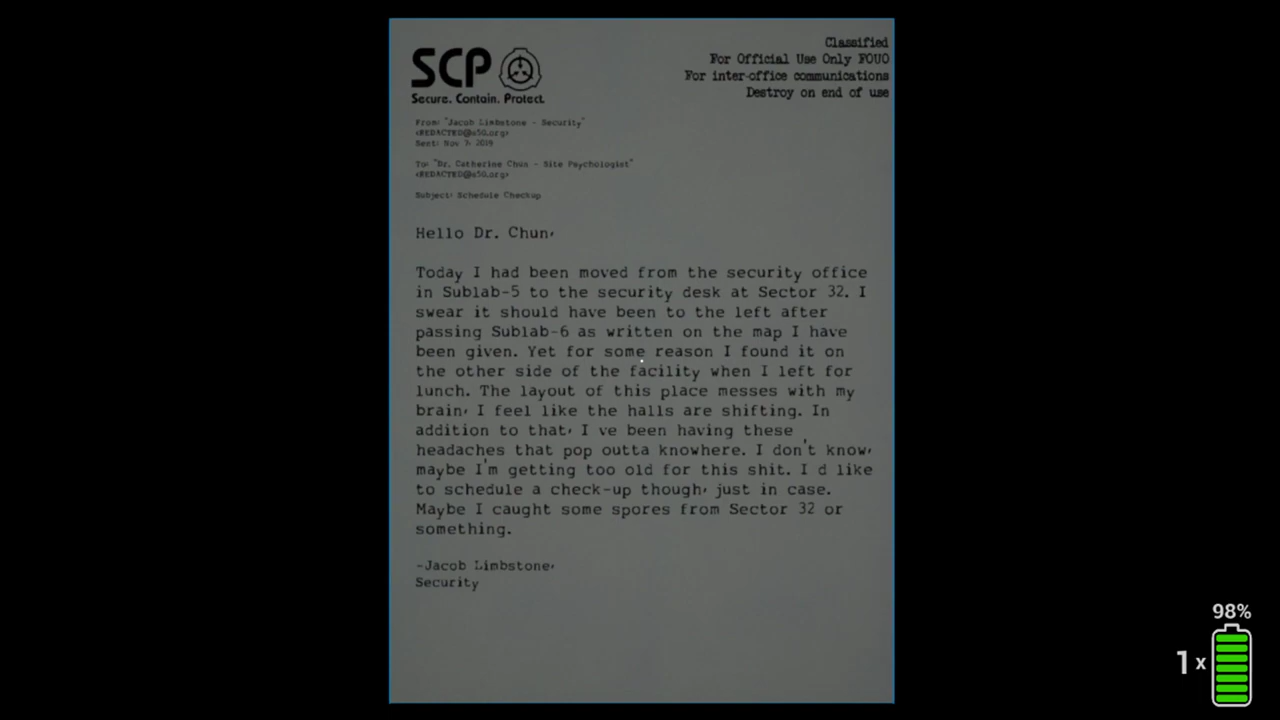 SCP
Secure. Contain. Protect.
Classified
For Official Use Only FOUO
For inter-office communications
Destroy on end of use
From: "Jacob Limbstone - Security"
<REDACTED@o50.org>
Sent: Nov 7, 2019
To: "Dr. Catherine Chun - Site Psychologist"
<REDACTED@o50.org>
Subject: Schedule Checkup
Hello Dr. Chun,
Today I had been moved from the security office
in Sublab-5 to the security desk at Sector 32. I
swear it should have been to the left after
passing Sublab-6 as written on the map I have
been given. Yet for some reason I found it on
the other side of the facility when I left for
lunch. The layout of this place messes with my
brain, I feel like the halls are shifting. In
addition to that, I ve been having these
headaches that pop outta knowhere. I don't know,
maybe I'm getting too old for this shit. I d like
to schedule a check-up though, just in case.
Maybe I caught some spores from Sector 32 or
something.
-Jacob Limbstone,
Security
98%
1 x